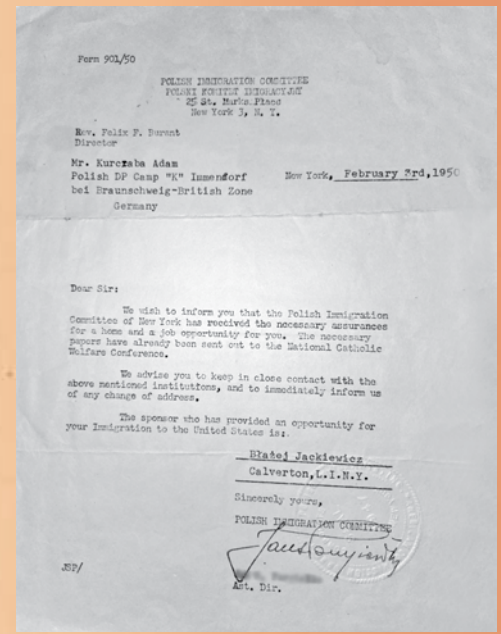 Form 901/50
POLISH IMMIGRATION COMMITTEE
POLSKI KOMITET IMIGRACYJNY
25 St. Marks Place
New York 3, N. Y.
Rev. Felix F. Burant
Director
Mr. Kurczaba Adam
Polish DP Camp "K" Immendorf
New York, February 3rd, 1950
bei Braunschweig-British Zone
Germany
Dear Sir:
We wish to inform you that the Polish Immigration
Committee of New York has received the necessary assurances
for a home and a job opportunity for you. The necessary
papers have already been sent out to the National Catholic
Welfare Conference.
We advise you to keep in close contact with the
above mentioned institutions, and to immediately inform us
of any change of address.
The sponsor who has provided an opportunity for
your Immigration to the United States is:
Błażej Jackiewicz
Calverton, L.I.N.Y.
Sincerely yours,
POLISH IMMIGRATION COMMITTEE
JSP/
Ast. Dir.